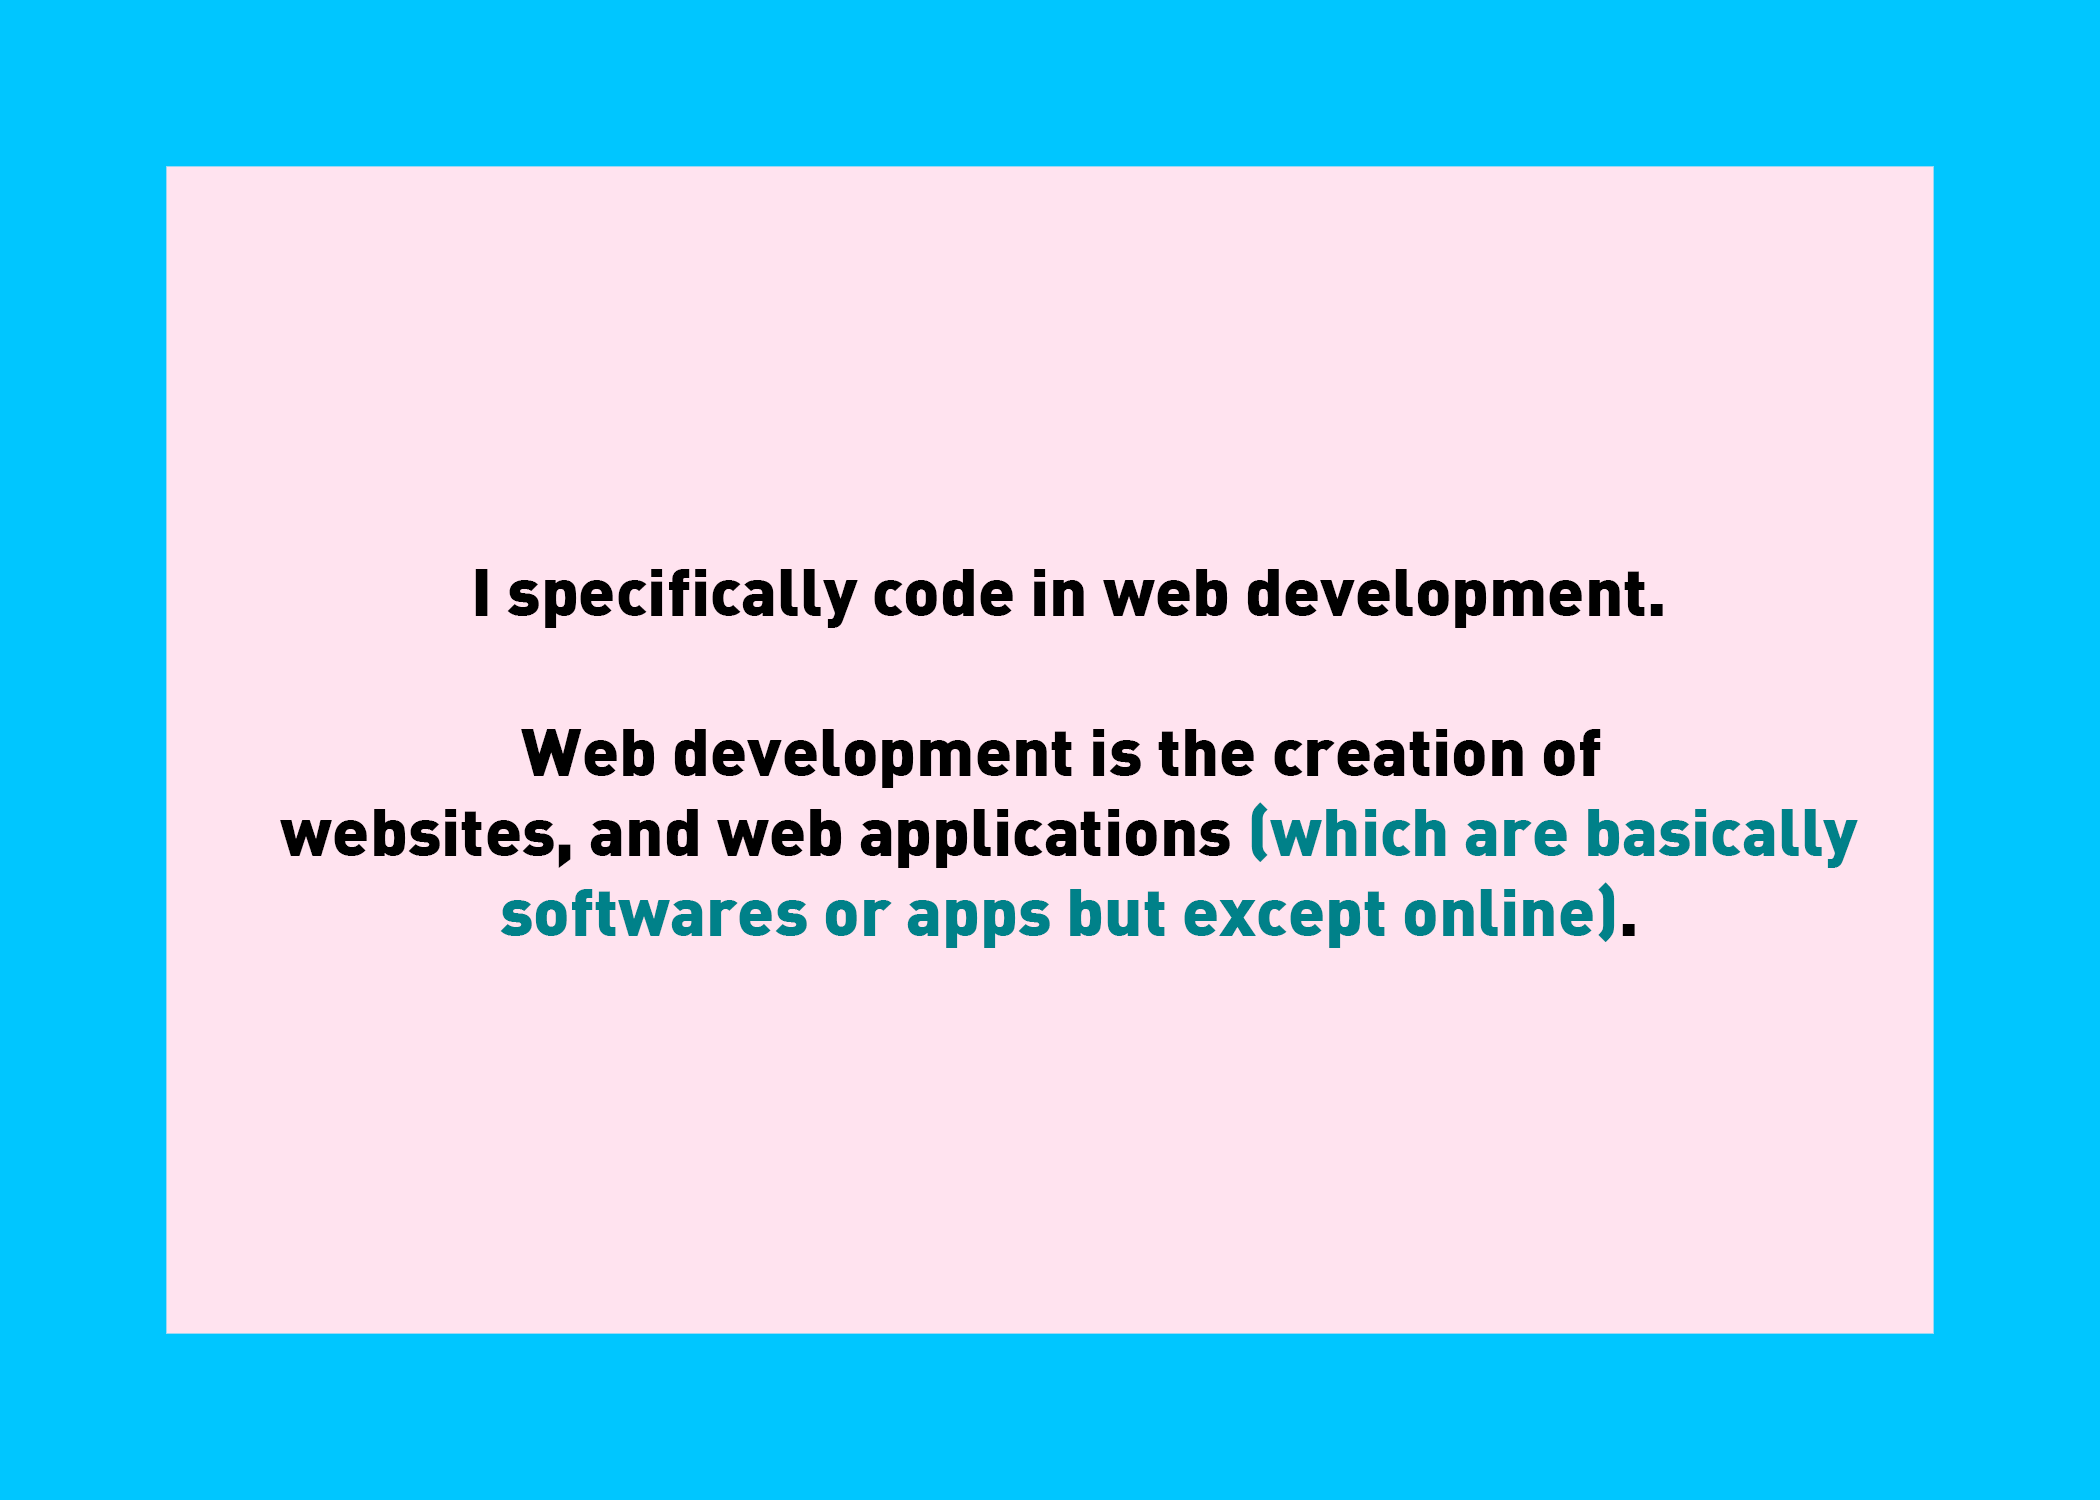 I specifically code in web development.
Web development is the creation of
websites, and web applications (which are basically
softwares or apps but except online).